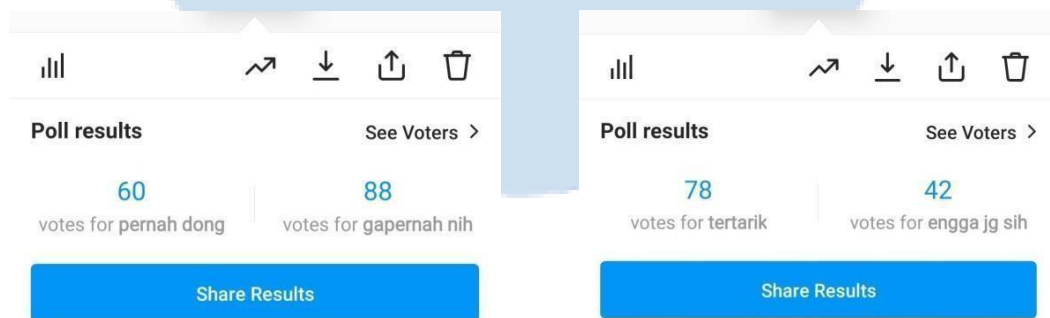 Poll results
See Voters >
60
votes for pernah dong
88
votes for gapernah nih
Share Results
Poll results
See Voters >
78
votes for tertarik
42
votes for engga jg sih
Share Results